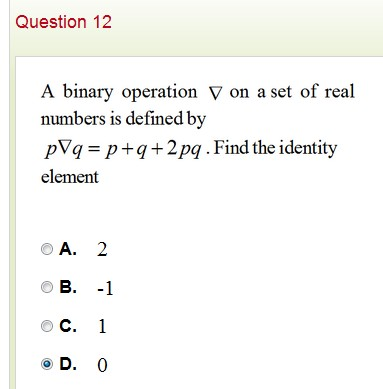 Question 12
A binary operation ∇ on a set of real
numbers is defined by
p∇q = p+q+2pq. Find the identity
element
A. 2
B. -1
C. 1
D. 0